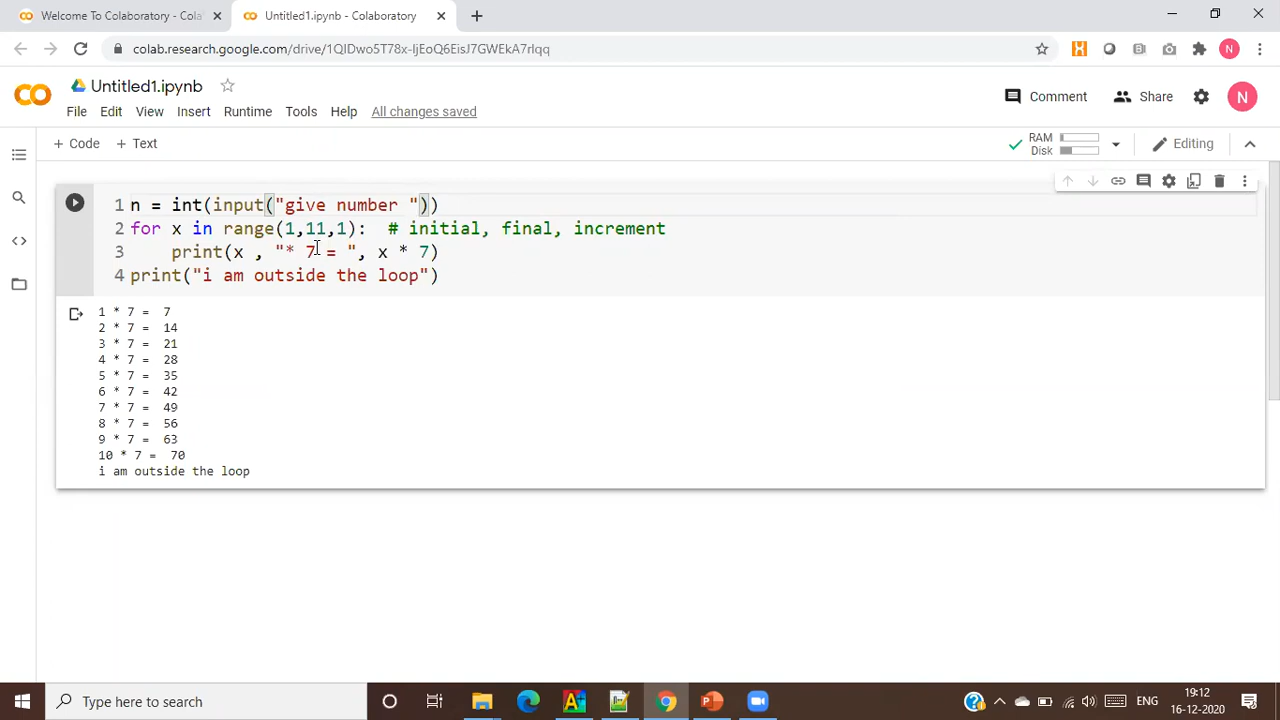 Welcome To Colaboratory - Cola
Untitled1.ipynb - Colaboratory
colab.research.google.com/drive/1QIDwo5T78x-ljEoQ6EisJ7GWEkA7rlqq
N
Untitled1.ipynb
File Edit View Insert Runtime Tools Help All changes saved
Comment Share N
+ Code + Text
RAM
Disk
Editing
1 n = int(input("give number "))
2 for x in range(1,11,1):  # initial, final, increment
3     print(x , "* 7 = ", x * 7)
4 print("i am outside the loop")
1 * 7 =  7
2 * 7 =  14
3 * 7 =  21
4 * 7 =  28
5 * 7 =  35
6 * 7 =  42
7 * 7 =  49
8 * 7 =  56
9 * 7 =  63
10 * 7 =  70
i am outside the loop
Type here to search
ENG
19:12
16-12-2020